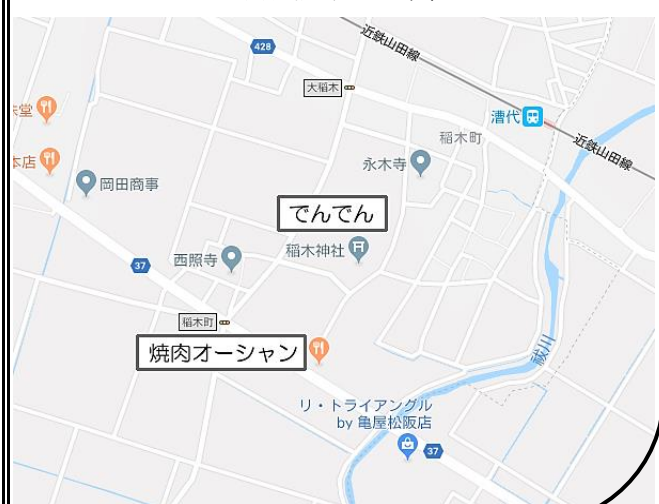 近鉄山田線
428
大稲木
漕代
稲木町
近鉄山田線
堂
本店
岡田商事
永木寺
でんでん
稲木神社
西照寺
37
稲木町
焼肉オーシャン
祓川
リ・トライアングル
by 亀屋松阪店
37